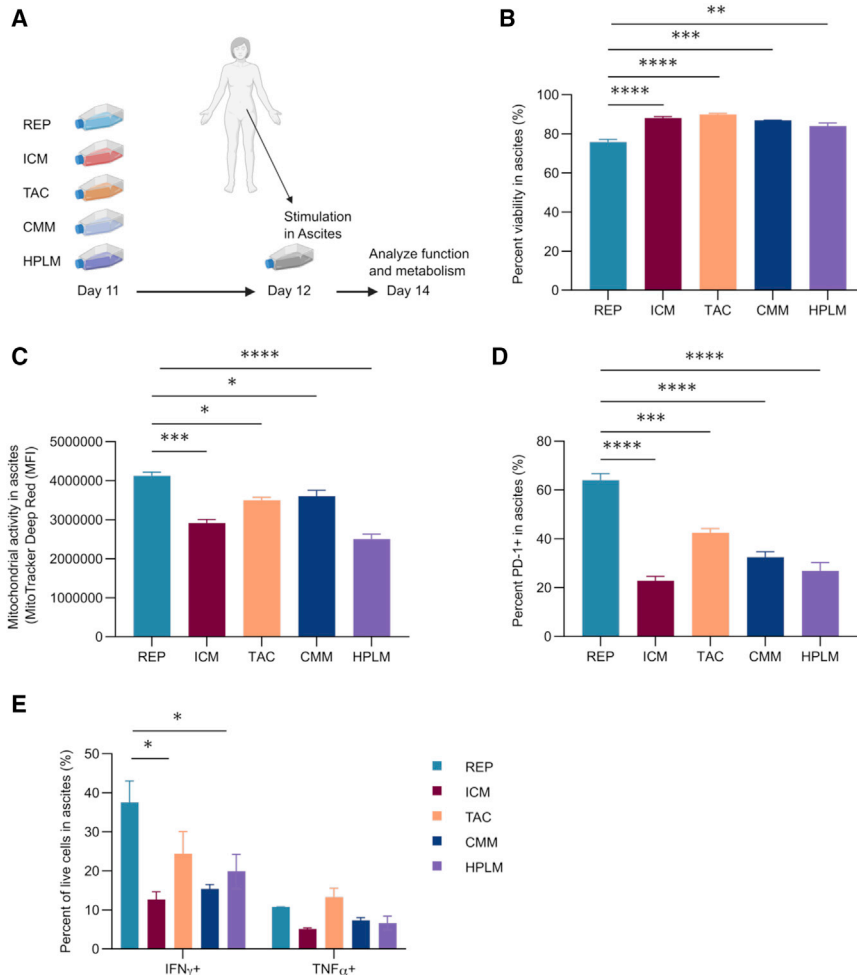 A
REP
ICM
TAC
CMM
HPLM
Stimulation
in Ascites
Analyze function
and metabolism
Day 11
Day 12
Day 14
B
**
***
****
****
Percent viability in ascites (%)
100
80
60
40
20
0
REP ICM TAC CMM HPLM
C
****
*
*
***
Mitochondrial activity in ascites
(MitoTracker Deep Red (MFI)
5000000
4000000
3000000
2000000
1000000
0
REP ICM TAC CMM HPLM
D
****
****
***
****
Percent PD-1+ in ascites (%)
80
60
40
20
0
REP ICM TAC CMM HPLM
E
*
*
Percent of live cells in ascites (%)
50
40
30
20
10
0
IFNγ+ TNFα+
REP
ICM
TAC
CMM
HPLM